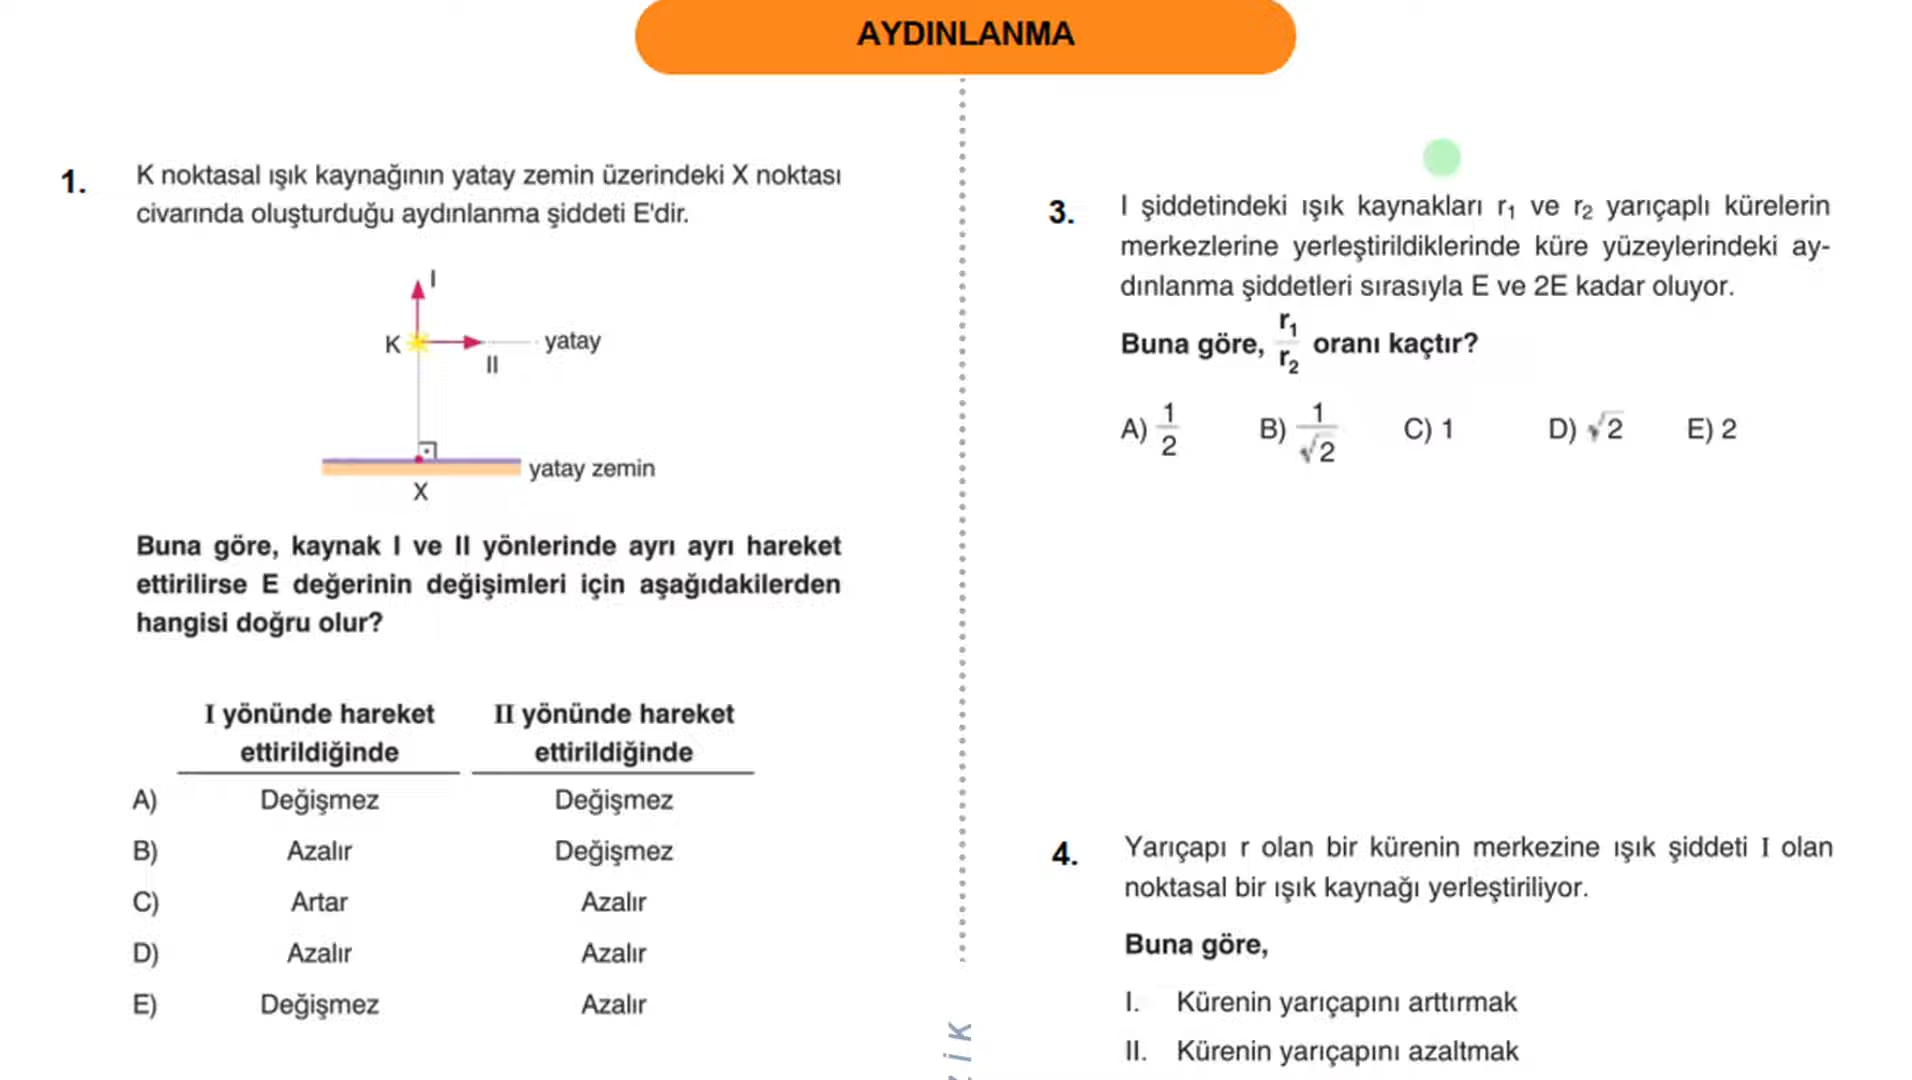 AYDINLANMA
1.
K noktasal ışık kaynağının yatay zemin üzerindeki X noktası
civarında oluşturduğu aydınlanma şiddeti E'dir.
I
K
yatay
II
yatay zemin
X
Buna göre, kaynak I ve II yönlerinde ayrı ayrı hareket
ettirilirse E değerinin değişimleri için aşağıdakilerden
hangisi doğru olur?
I yönünde hareket ettirildiğinde II yönünde hareket ettirildiğinde
A) Değişmez Değişmez
B) Azalır Değişmez
C) Artar Azalır
D) Azalır Azalır
E) Değişmez Azalır
3.
I şiddetindeki ışık kaynakları r₁ ve r₂ yarıçaplı kürelerin
merkezlerine yerleştirildiklerinde küre yüzeylerindeki ay-
dınlanma şiddetleri sırasıyla E ve 2E kadar oluyor.
Buna göre, r₁/r₂ oranı kaçtır?
A) 1/2 B) 1/√2 C) 1 D) √2 E) 2
4.
Yarıçapı r olan bir kürenin merkezine ışık şiddeti I olan
noktasal bir ışık kaynağı yerleştiriliyor.
Buna göre,
I. Kürenin yarıçapını arttırmak
II. Kürenin yarıçapını azaltmak
ZİK